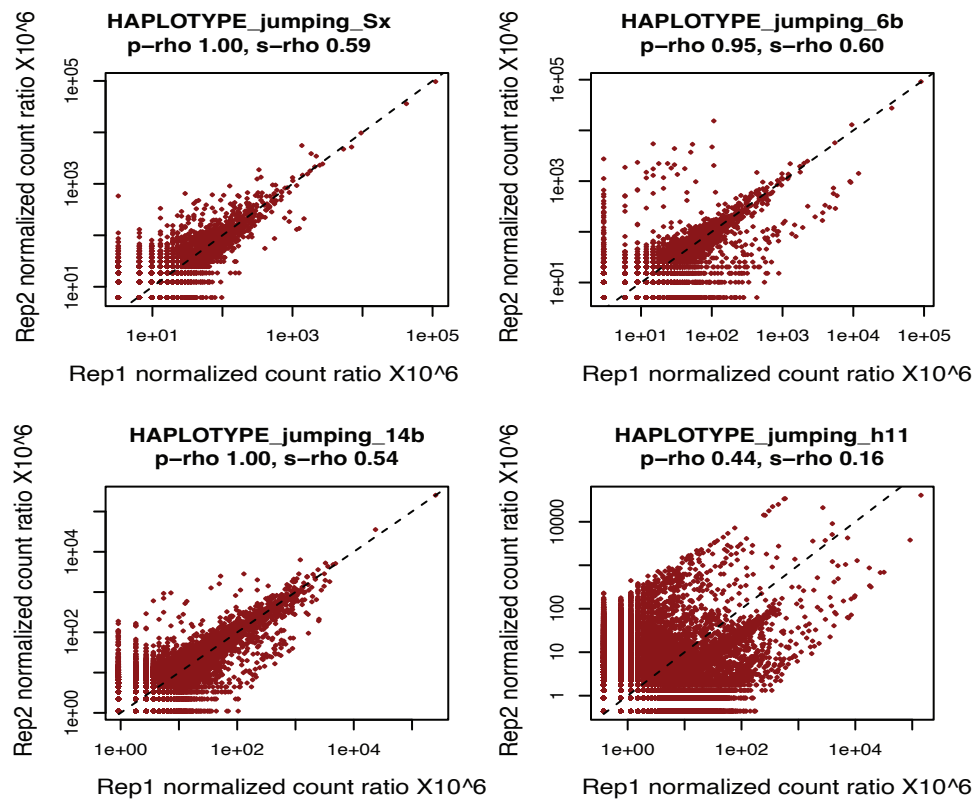 HAPLOTYPE_jumping_Sx
p−rho 1.00, s−rho 0.59
Rep2 normalized count ratio X10^6
1e+05
1e+03
1e+01
1e+01 1e+03 1e+05
Rep1 normalized count ratio X10^6
HAPLOTYPE_jumping_6b
p−rho 0.95, s−rho 0.60
Rep2 normalized count ratio X10^6
1e+05
1e+03
1e+01
1e+01 1e+02 1e+03 1e+04 1e+05
Rep1 normalized count ratio X10^6
HAPLOTYPE_jumping_14b
p−rho 1.00, s−rho 0.54
Rep2 normalized count ratio X10^6
1e+04
1e+02
1e+00
1e+00 1e+02 1e+04
Rep1 normalized count ratio X10^6
HAPLOTYPE_jumping_h11
p−rho 0.44, s−rho 0.16
Rep2 normalized count ratio X10^6
10000
100
10
1
1e+00 1e+02 1e+04
Rep1 normalized count ratio X10^6